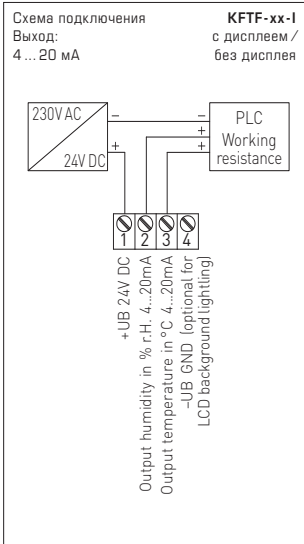 Схема подключения
Выход:
4 ... 20 мА
KFTF-xx-I
с дисплеем /
без дисплея
230V AC
24V DC
–
+
–
+
+
PLC
Working
resistance
1 2 3 4
+UB 24V DC
Output humidity in % r.H. 4...20mA
Output temperature in °C 4...20mA
–UB GND (optional for
LCD background lightling)